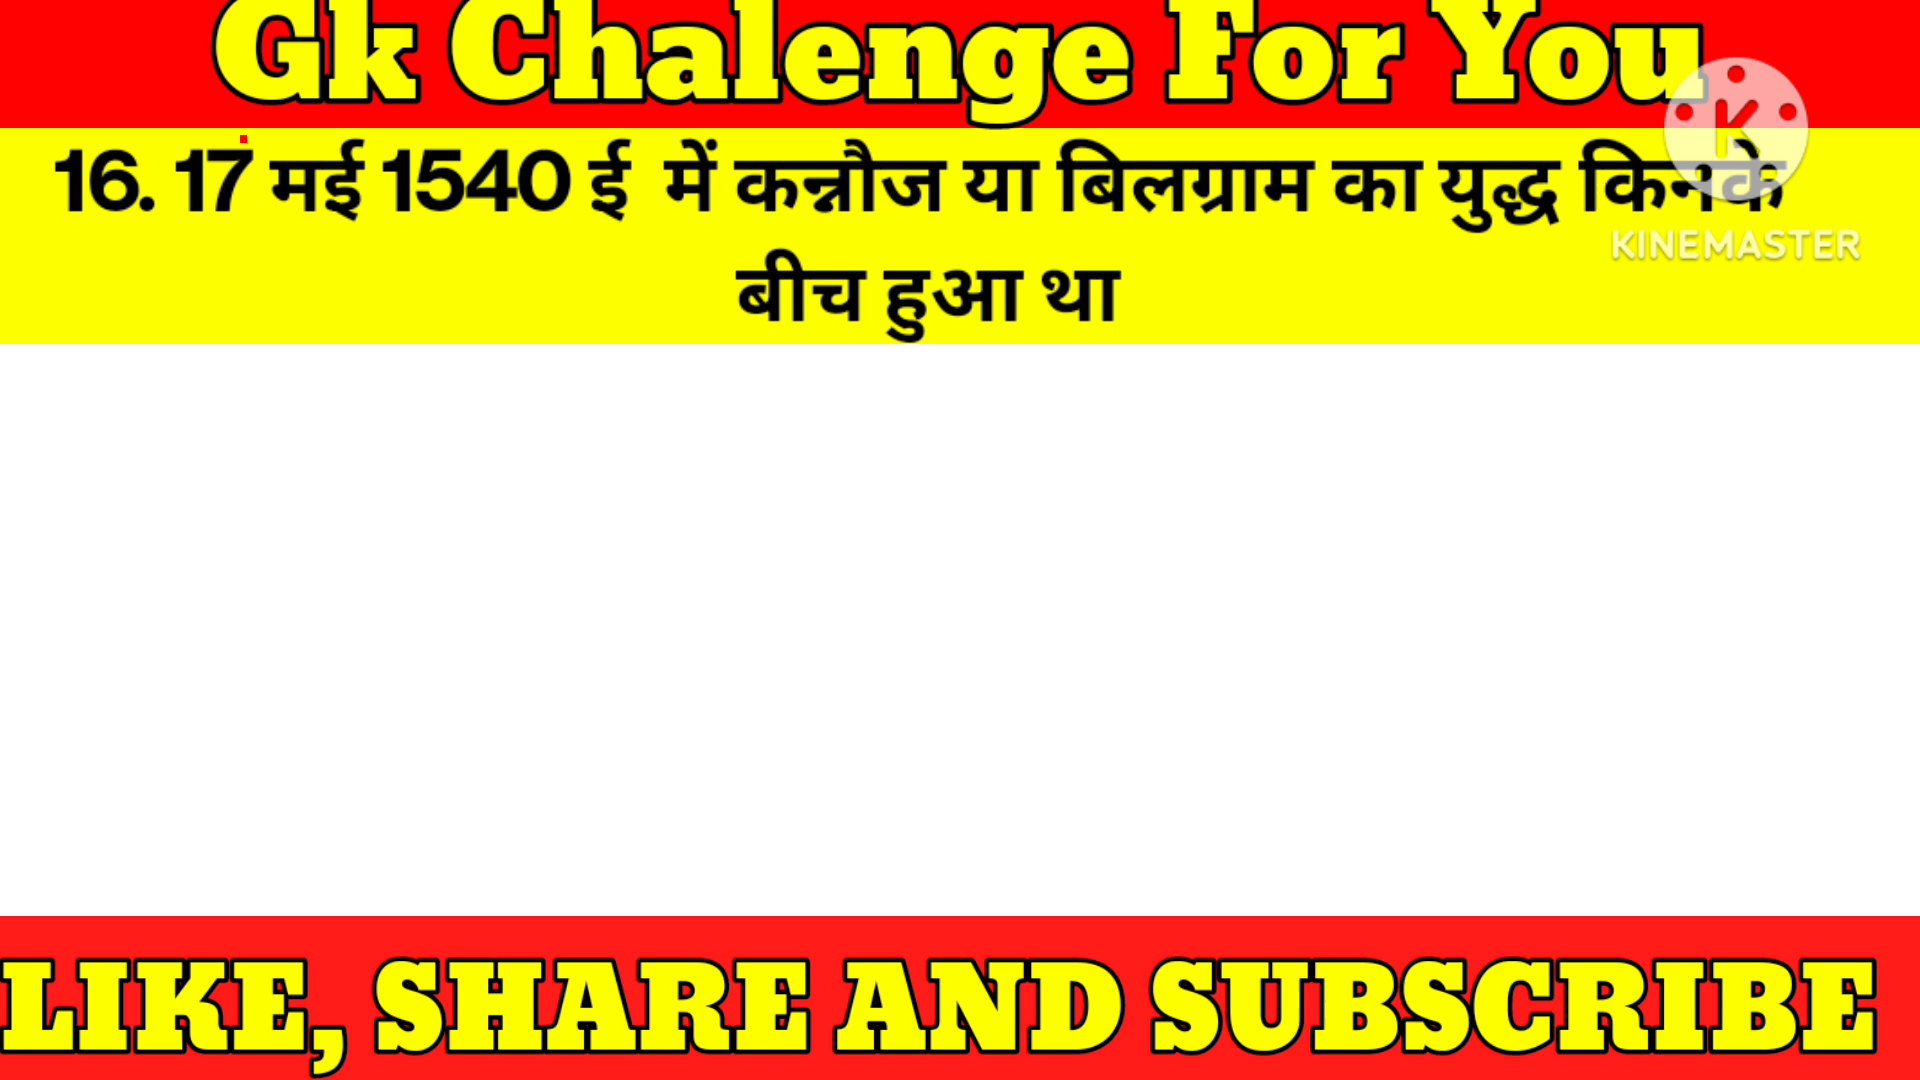 Gk Chalenge For You
16. 17 मई 1540 ई में कन्नौज या बिलग्राम का युद्ध किनके
K
KINEMASTER
बीच हुआ था
LIKE, SHARE AND SUBSCRIBE